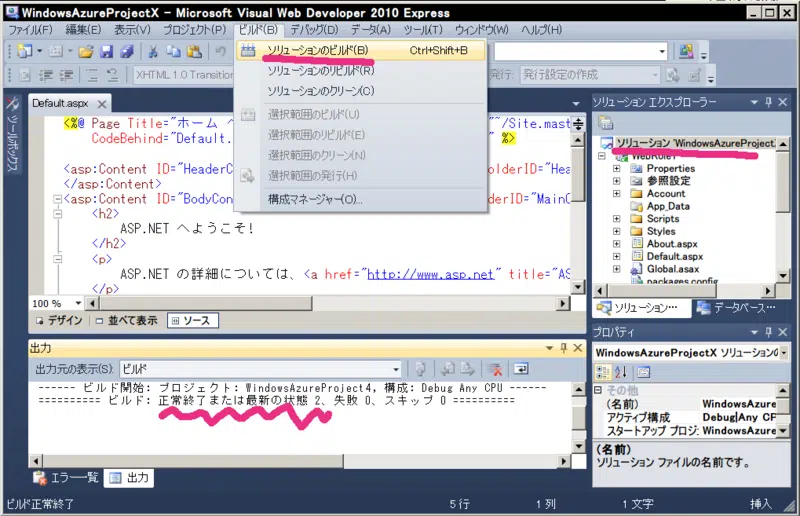 WindowsAzureProjectX - Microsoft Visual Web Developer 2010 Express
ファイル(F) 編集(E) 表示(V) プロジェクト(P) ビルド(B) デバッグ(D) データ(A) ツール(T) ウィンドウ(W) ヘルプ(H)
ソリューションのビルド(B) Ctrl+Shift+B
ソリューションのリビルド(R)
ソリューションのクリーン(C)
選択範囲のビルド(U)
選択範囲のリビルド(E)
選択範囲のクリーン(N)
選択範囲の発行(H)
構成マネージャー(O)...
XHTML 1.0 Transition
発行: 発行設定の作成
ツールボックス
Default.aspx
<%@ Page Title="ホーム ~/Site.mast
CodeBehind="Default. " %>
<asp:Content ID="HeaderC olderID="Hea
</asp:Content>
<asp:Content ID="BodyCon derID="MainC
<h2>
ASP.NET へようこそ!
</h2>
<p>
ASP.NET の詳細については、<a href="http://www.asp.net" title="AS
</p>
100 %
デザイン 並べて表示 ソース
ソリューション エクスプローラー
ソリューション 'WindowsAzureProject
WebRole1
Properties
参照設定
Account
App_Data
Scripts
Styles
About.aspx
Default.aspx
Global.asax
packages.config
ソリューション… データベース…
出力
出力元の表示(S): ビルド
------ ビルド開始: プロジェクト: WindowsAzureProject4, 構成: Debug Any CPU ------
========== ビルド: 正常終了または最新の状態 2、失敗 0、スキップ 0 ==========
エラー一覧 出力
プロパティ
WindowsAzureProjectX ソリューションの
その他
(名前) WindowsAzure
アクティブ構成 Debug|Any CP
スタートアップ プロジ: WindowsAzure
(名前)
ソリューション ファイルの名前です。
ビルド正常終了 5 行 1 列 1 文字 挿入